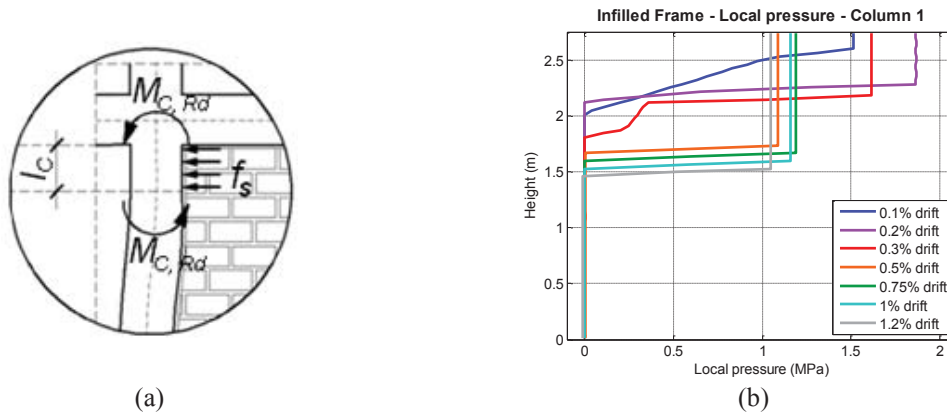 M_C, Rd
l_C
f_s
M_C, Rd
(a)
Infilled Frame - Local pressure - Column 1
Height (m)
2.5
2
1.5
1
0.5
0
0 0.5 1 1.5 2
Local pressure (MPa)
0.1% drift
0.2% drift
0.3% drift
0.5% drift
0.75% drift
1% drift
1.2% drift
(b)